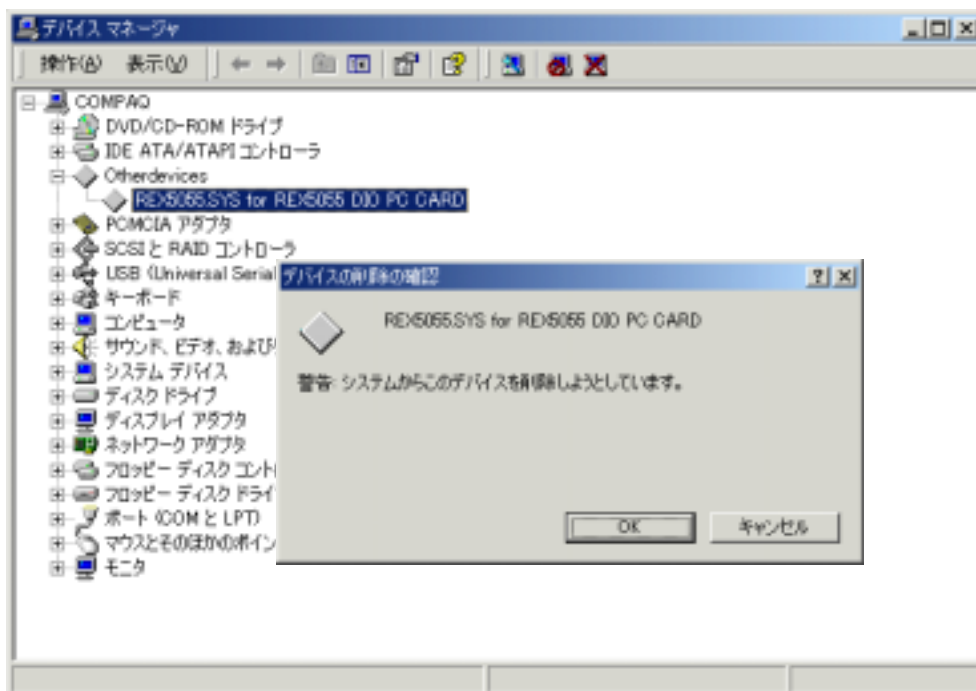 デバイス マネージャ
操作(A) 表示(V)
COMPAQ
DVD/CD-ROM ドライブ
IDE ATA/ATAPI コントローラ
Otherdevices
REX5055.SYS for REX5055 DIO PC CARD
PCMCIA アダプタ
SCSI と RAID コントローラ
USB (Universal Serial
キーボード
コンピュータ
サウンド、ビデオ、および
システム デバイス
ディスク ドライブ
ディスプレイ アダプタ
ネットワーク アダプタ
フロッピー ディスク コント
フロッピー ディスク ドライ
ポート (COM と LPT)
マウスとそのほかのポイン
モニタ
デバイスの削除の確認
REX5055.SYS for REX5055 DIO PC CARD
警告: システムからこのデバイスを削除しようとしています。
OK キャンセル